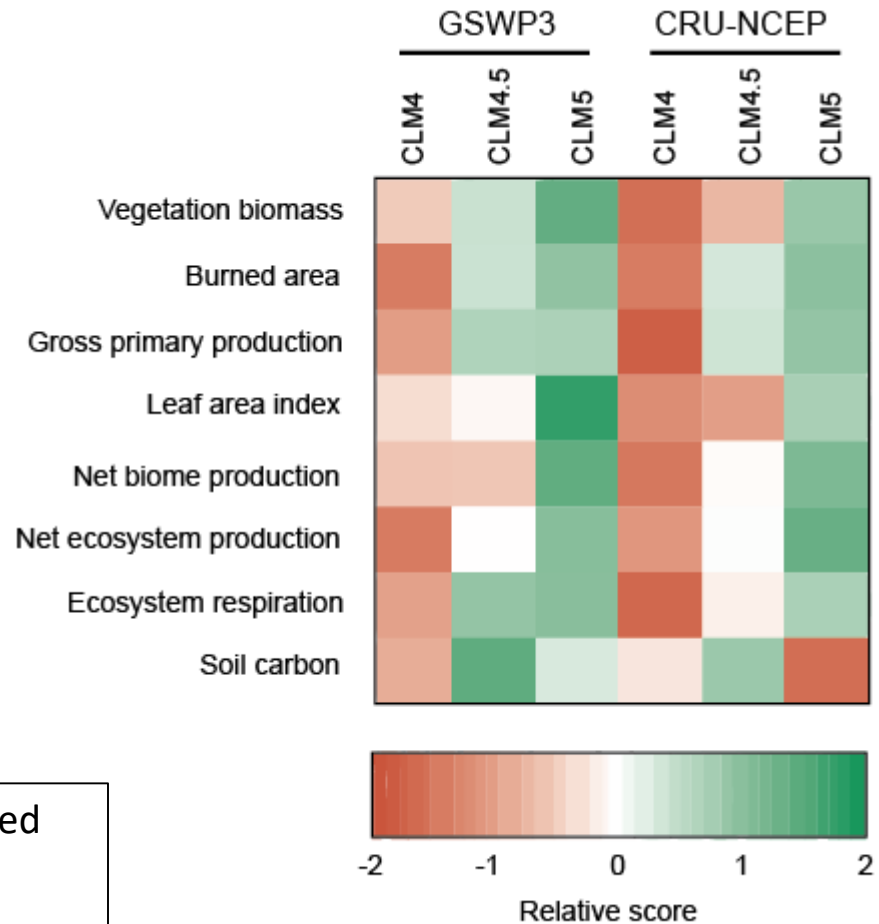 GSWP3 CRU-NCEP
CLM4 CLM4.5 CLM5 CLM4 CLM4.5 CLM5
Vegetation biomass
Burned area
Gross primary production
Leaf area index
Net biome production
Net ecosystem production
Ecosystem respiration
Soil carbon
ed
-2 -1 0 1 2
Relative score